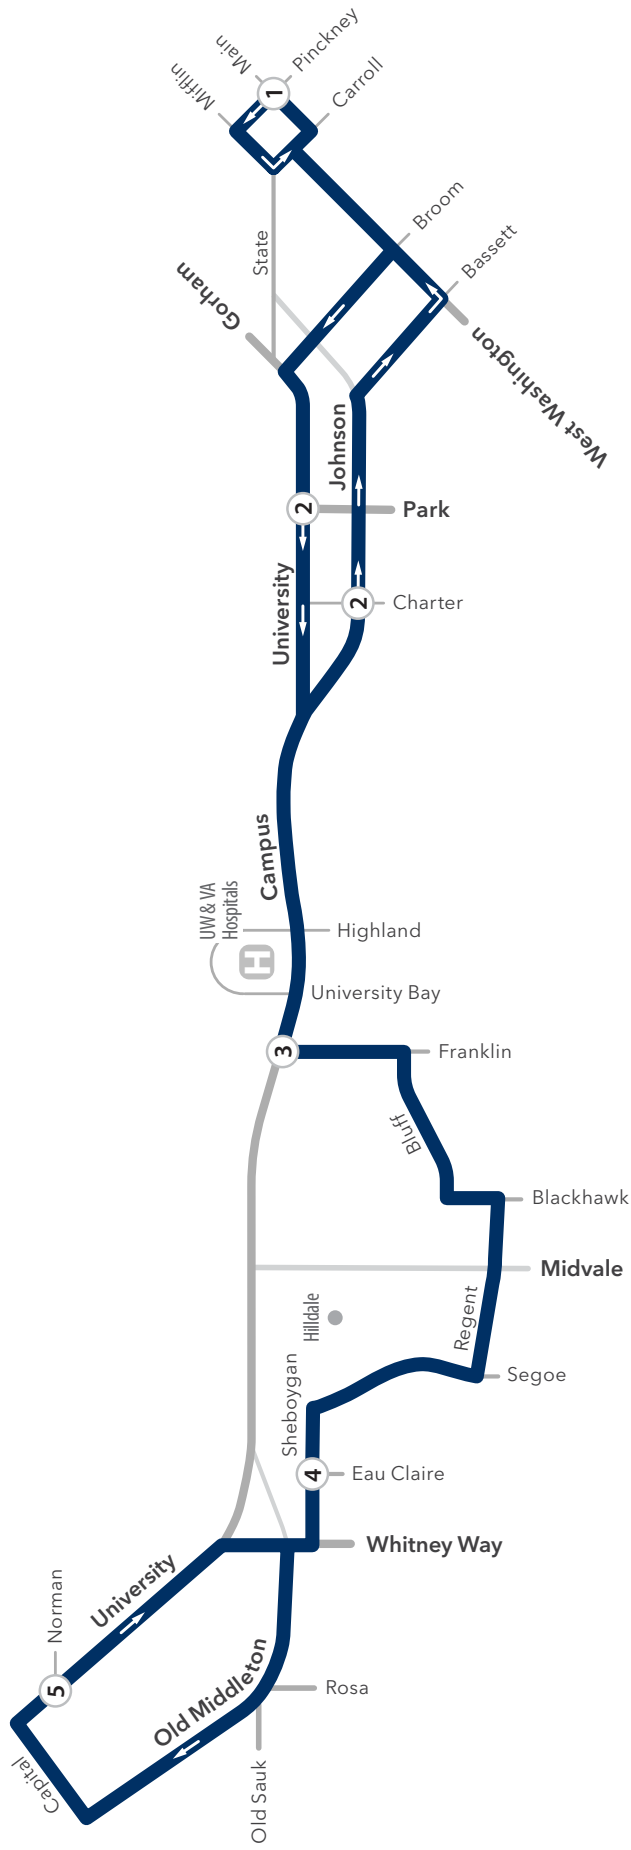 Pinckney
Main
Mifflin
1
Carroll
Broom
State
Bassett
Gorham
West Washington
Johnson
2
Park
University
2
Charter
Campus
UW & VA
Hospitals
H
Highland
University Bay
3
Franklin
Bluff
Blackhawk
Midvale
Hilldale
Regent
Segoe
Sheboygan
4
Eau Claire
Whitney Way
University
Norman
5
Old Middleton
Rosa
Capital
Old Sauk